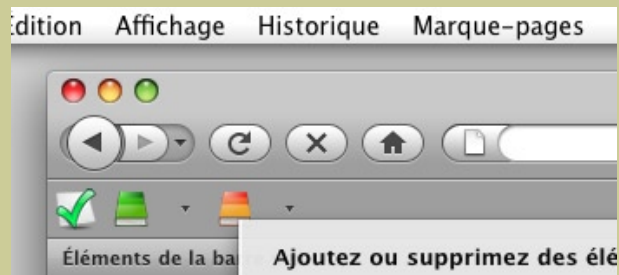 Édition Affichage Historique Marque-pages
Éléments de la ba
Ajoutez ou supprimez des élé